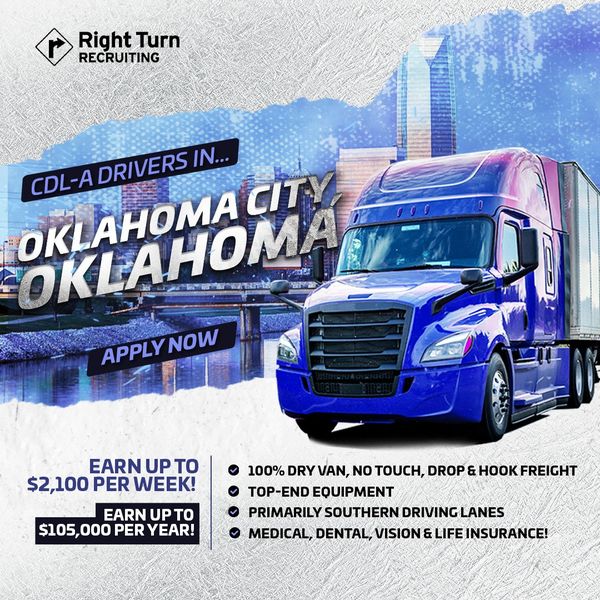 Right Turn
RECRUITING
CDL-A DRIVERS IN...
OKLAHOMA CITY,
OKLAHOMA
APPLY NOW
EARN UP TO
$2,100 PER WEEK!
EARN UP TO
$105,000 PER YEAR!
100% DRY VAN, NO TOUCH, DROP & HOOK FREIGHT
TOP-END EQUIPMENT
PRIMARILY SOUTHERN DRIVING LANES
MEDICAL, DENTAL, VISION & LIFE INSURANCE!